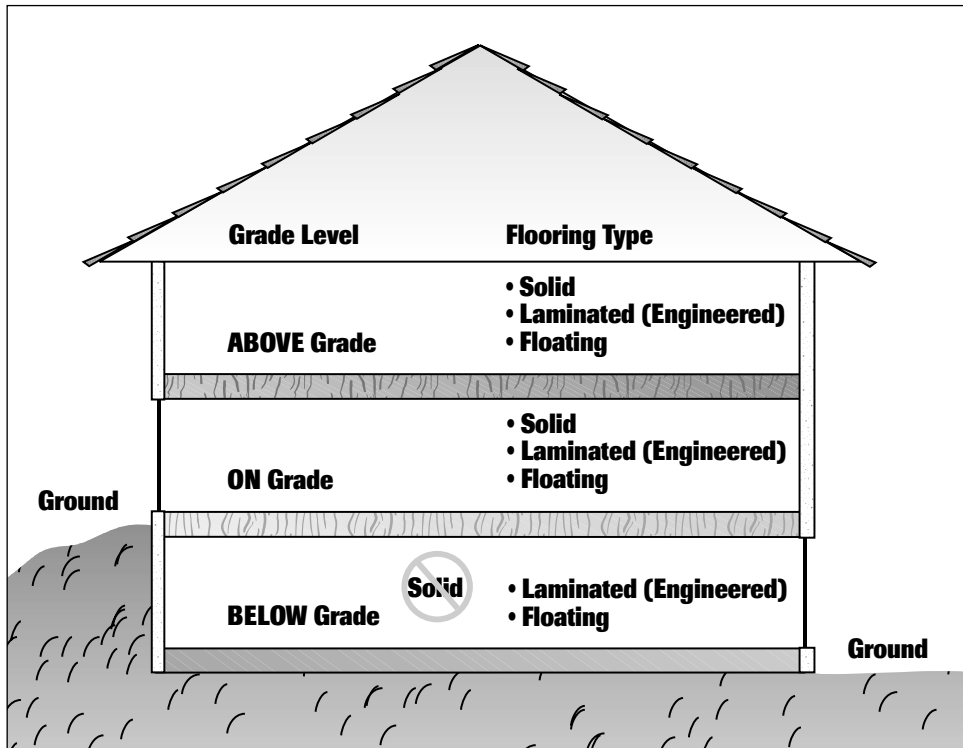 Grade Level
Flooring Type
ABOVE Grade
• Solid
• Laminated (Engineered)
• Floating
ON Grade
• Solid
• Laminated (Engineered)
• Floating
Ground
BELOW Grade
Solid
• Laminated (Engineered)
• Floating
Ground